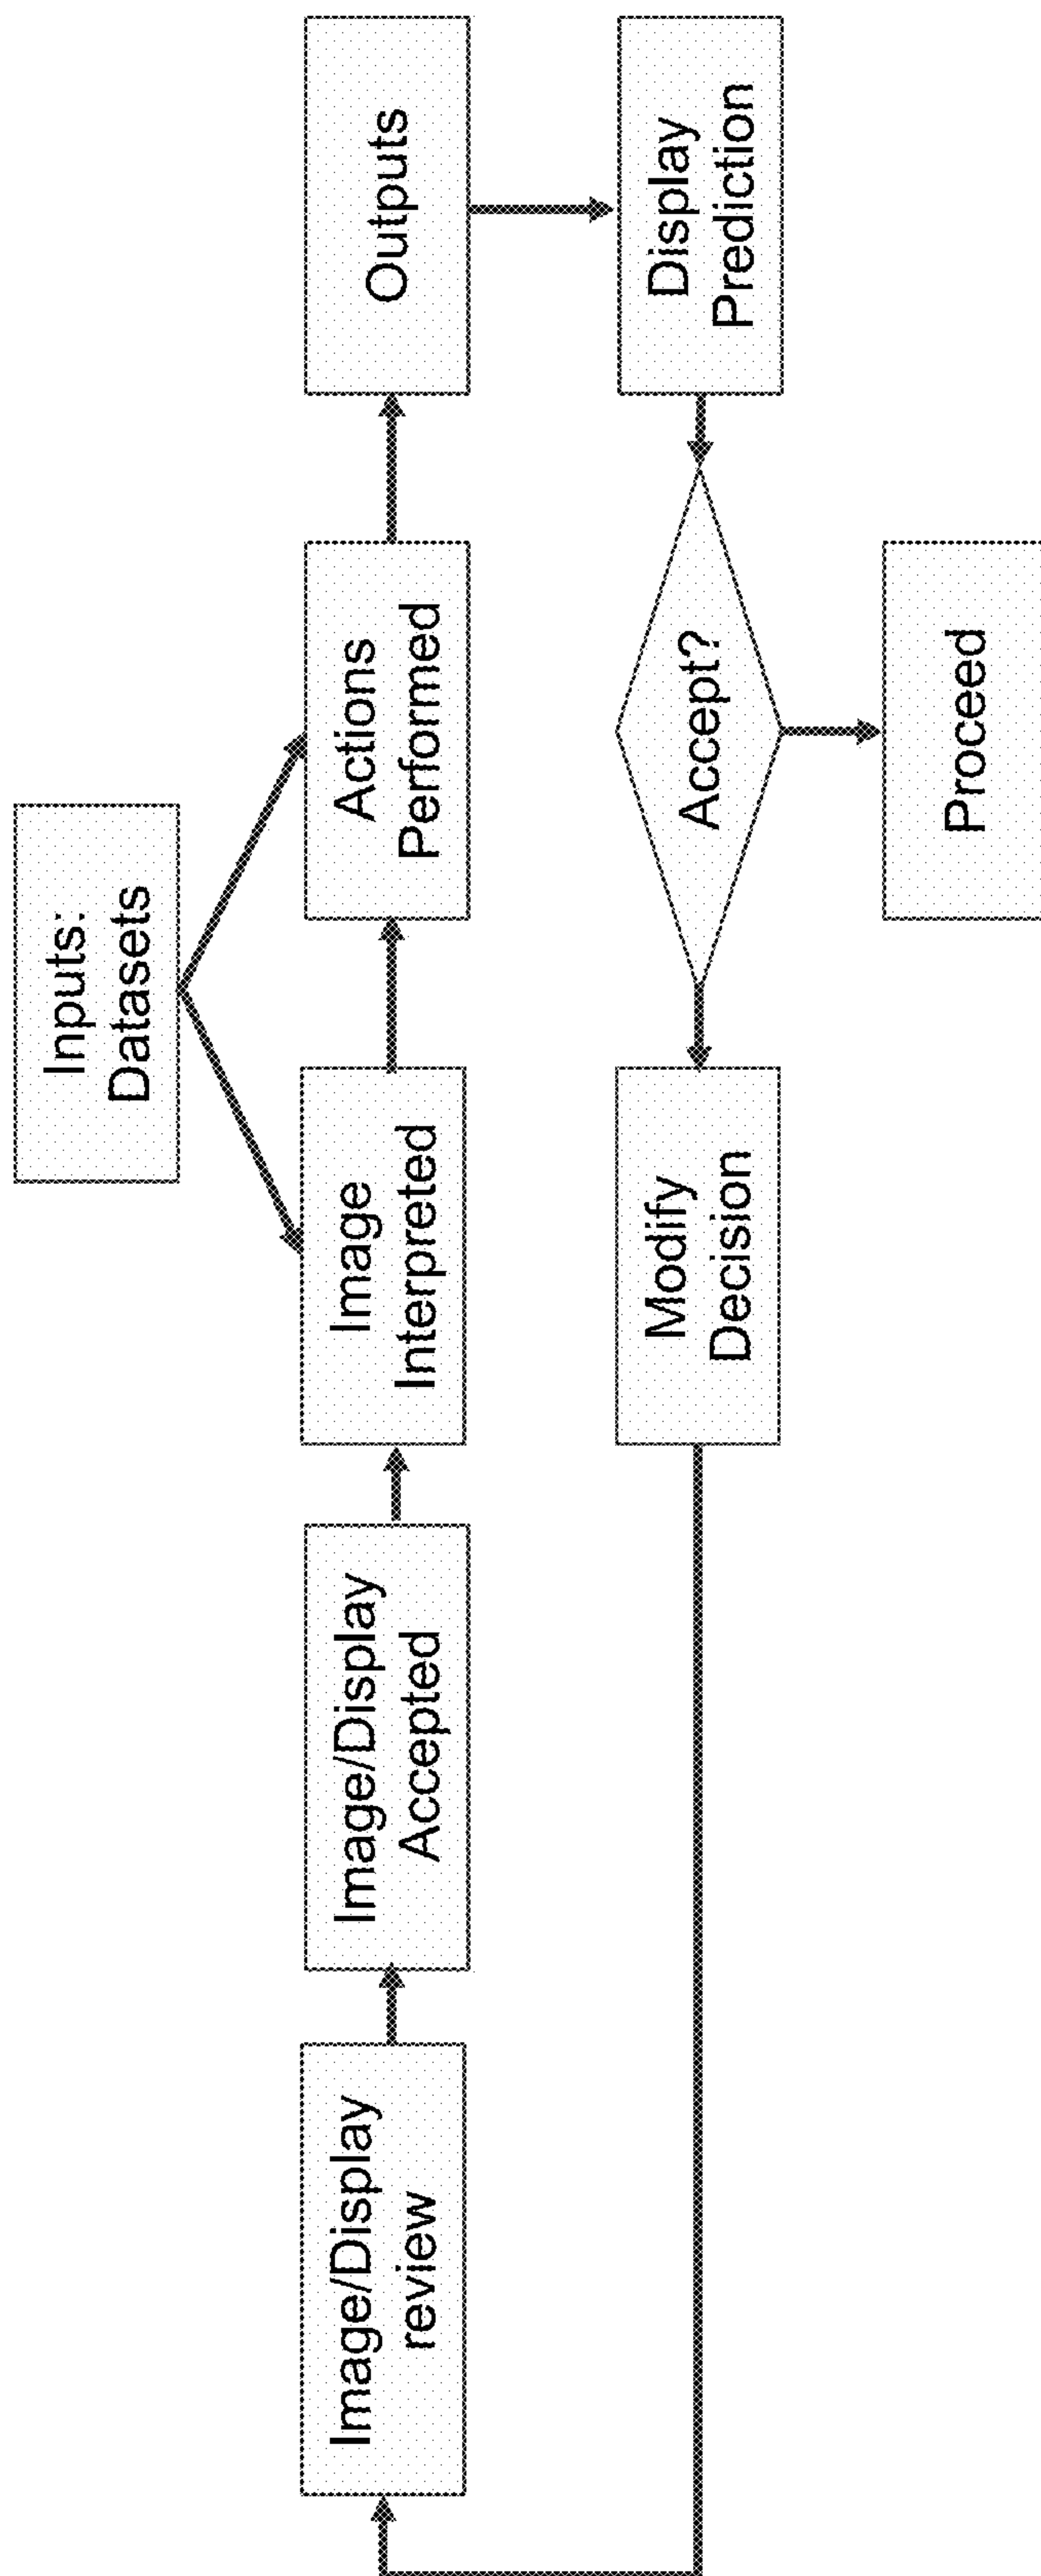 Inputs:
Datasets
Image/Display
review
Image/Display
Accepted
Image
Interpreted
Actions
Performed
Outputs
Display
Prediction
Accept?
Modify
Decision
Proceed